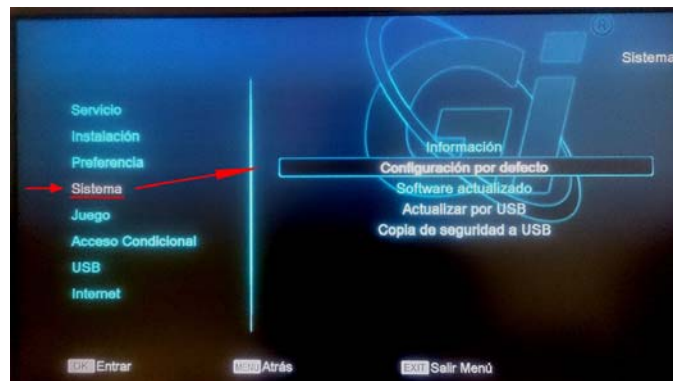 Sistema
Servicio
Instalación
Preferencia
Sistema
Juego
Acceso Condicional
USB
Internet
Información
Configuración por defecto
Software actualizado
Actualizar por USB
Copia de seguridad a USB
OK Entrar
MENU Atrás
EXIT Salir Menú
Gi
®